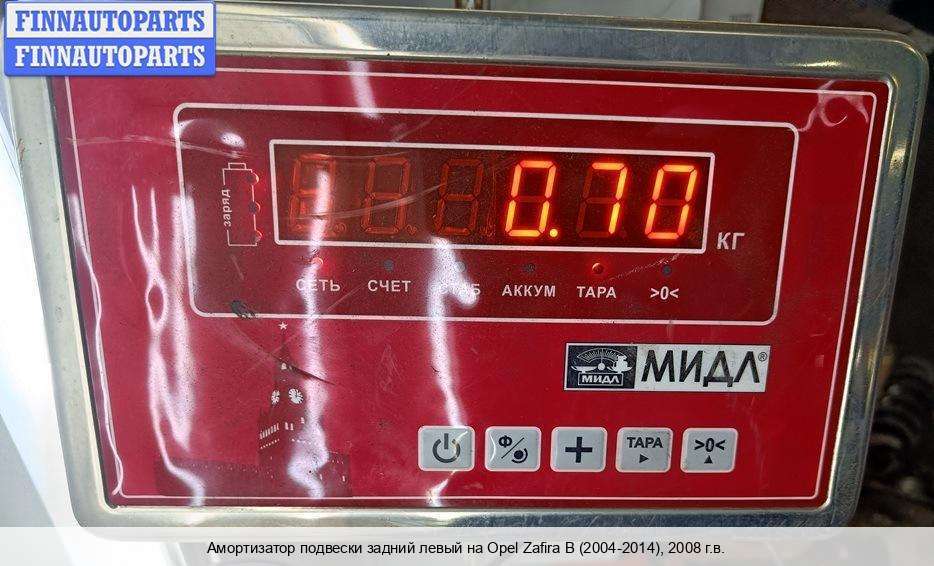 FINNAUTOPARTS
FINNAUTOPARTS
заряд
0.70
КГ
СЕТЬ СЧЕТ АККУМ ТАРА >0<
МИДЛ МИДЛ®
Ф/ + ТАРА >0<
Амортизатор подвески задний левый на Opel Zafira B (2004-2014), 2008 г.в.